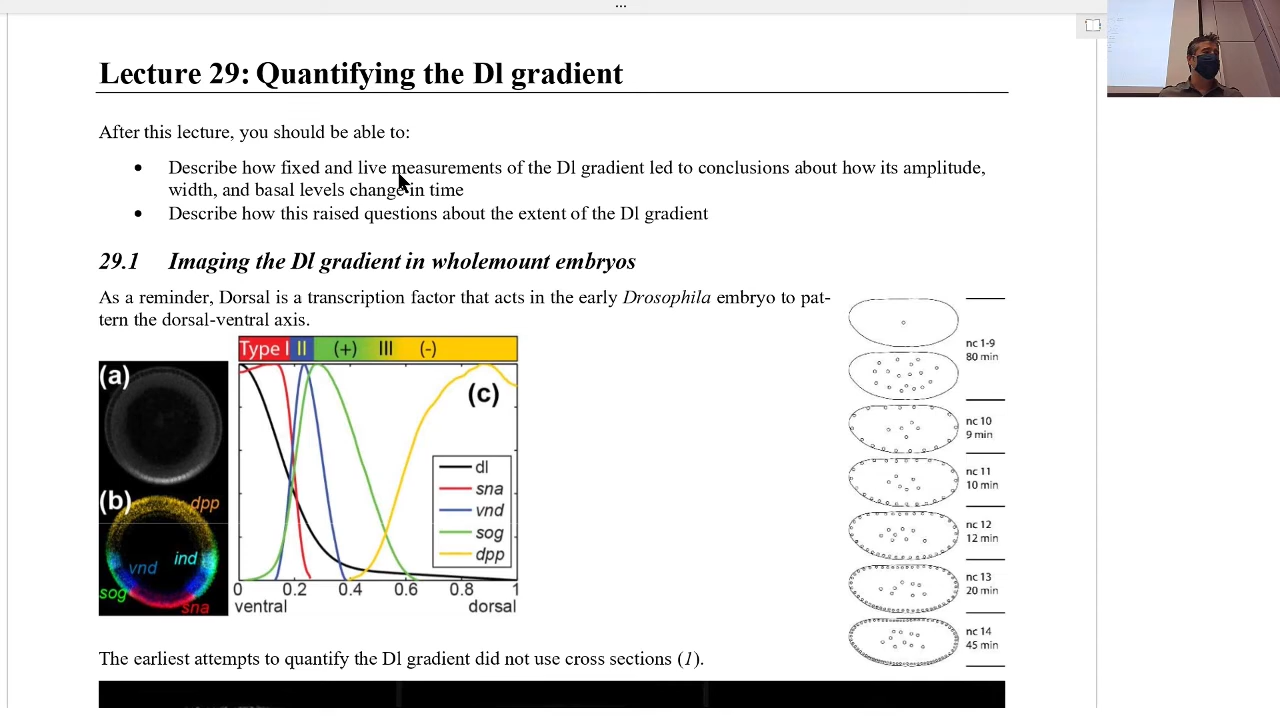 ...
Lecture 29: Quantifying the Dl gradient
After this lecture, you should be able to:
• Describe how fixed and live measurements of the Dl gradient led to conclusions about how its amplitude,
width, and basal levels change in time
• Describe how this raised questions about the extent of the Dl gradient
29.1 Imaging the Dl gradient in wholemount embryos
As a reminder, Dorsal is a transcription factor that acts in the early Drosophila embryo to pat-
tern the dorsal-ventral axis.
Type I II (+) III (-)
(a)
(c)
dl
sna
vnd
sog
dpp
(b)
dpp
ind
vnd
sog
sna
0 0.2 0.4 0.6 0.8 1
ventral dorsal
nc 1-9
80 min
nc 10
9 min
nc 11
10 min
nc 12
12 min
nc 13
20 min
nc 14
45 min
The earliest attempts to quantify the Dl gradient did not use cross sections (1).